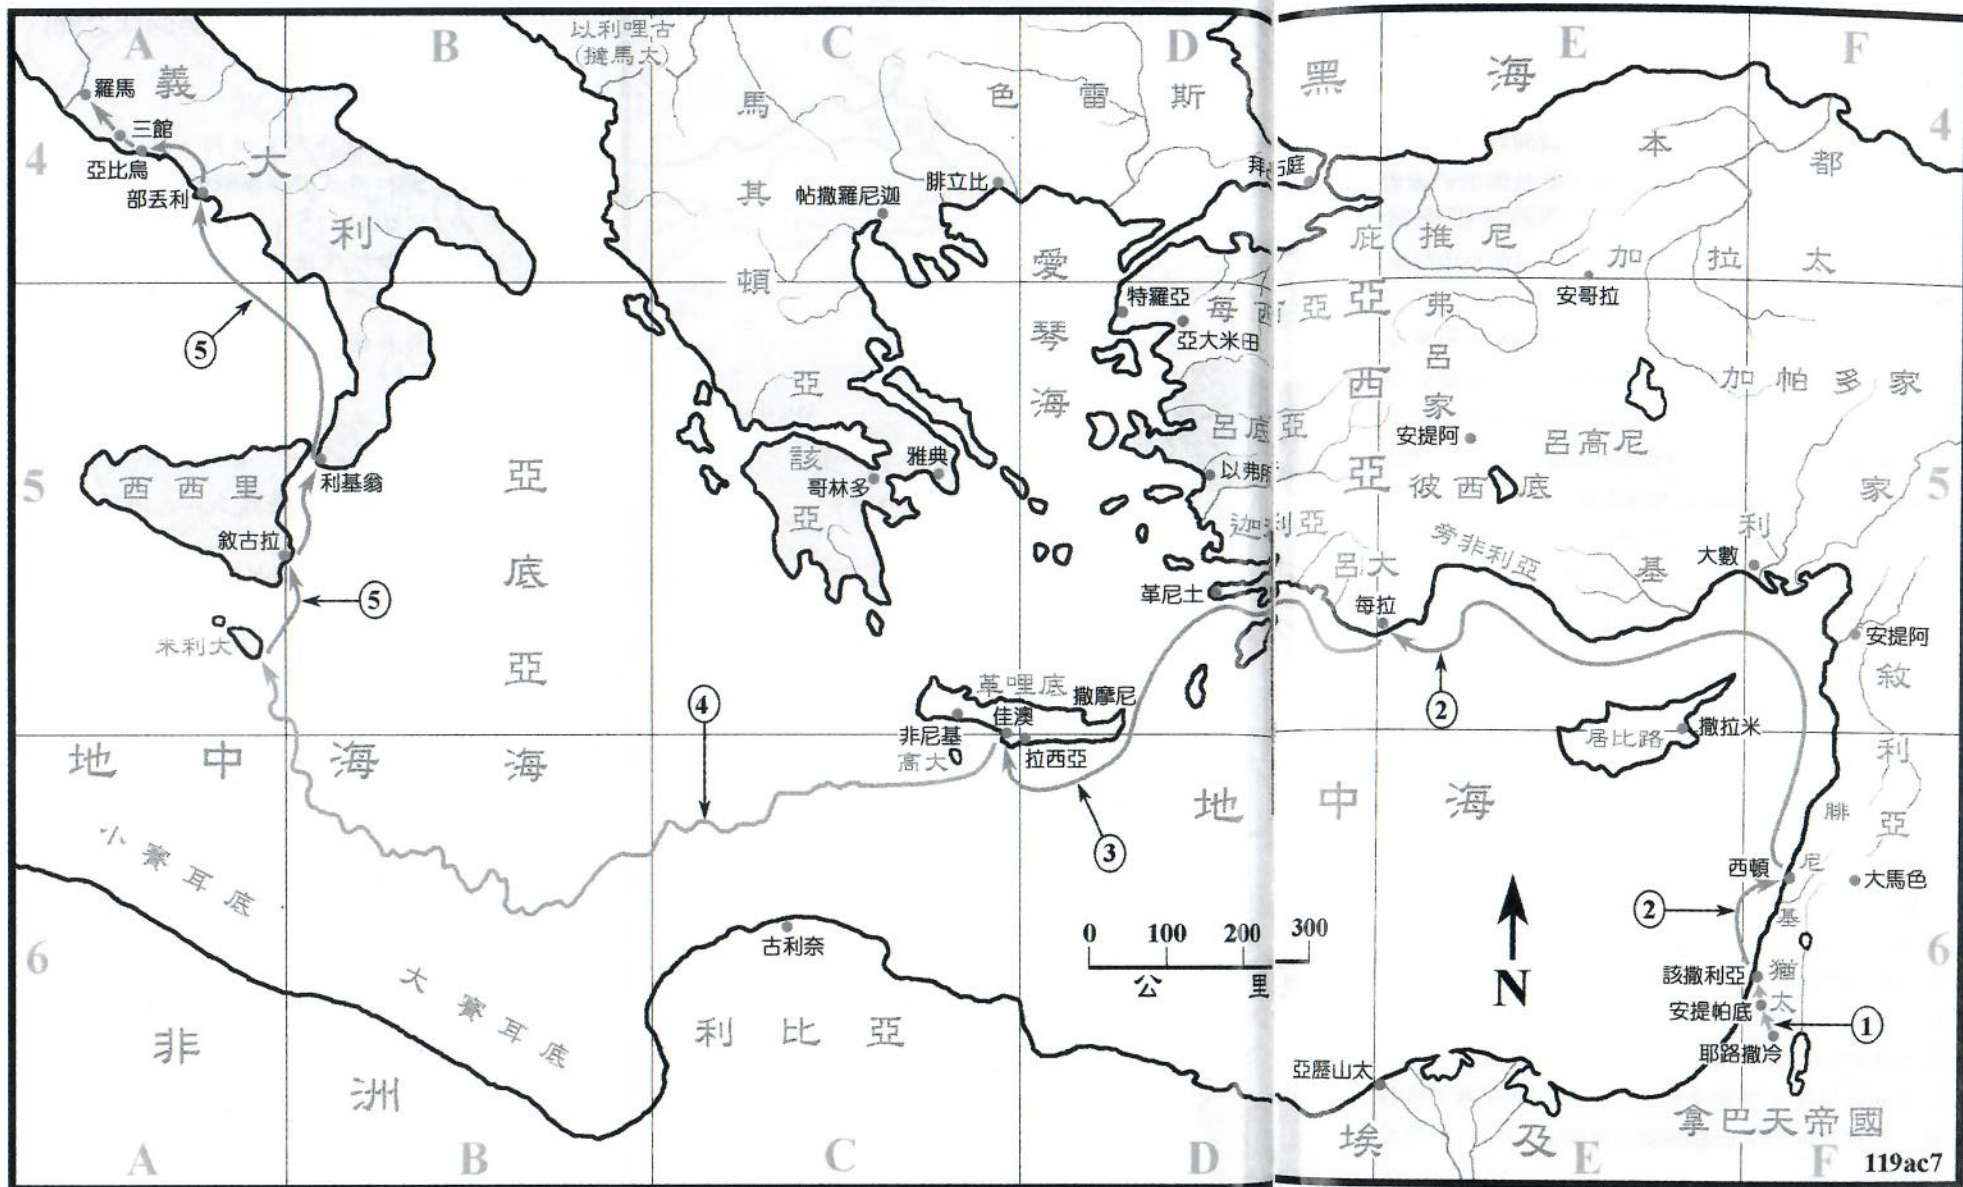 A
B
C
D
E
F
以利哩古
(撻馬大)
義
大
利
羅馬
三館
亞比烏
部丟利
4
馬
其
頓
色雷斯
黑海
本
都
4
腓立比
帖撒羅尼迦
庇推尼
加拉太
安哥拉
愛
琴
海
特羅亞
亞大米田
亞
西
亞
弗
呂
家
加帕多家
⑤
亞
該
亞
雅典
哥林多
呂底亞
安提阿
呂高尼
彼西底
5
西西里
利基翁
敘古拉
亞
底
亞
海
迦利亞
呂大
旁非利亞
基
利
家
5
大數
革尼士
每拉
⑤
米利大
安提阿
敘
利
亞
革哩底
撒摩尼
佳澳
非尼基
高大
拉西亞
④
②
撒拉米
居比路
地中海
地中海
③
腓
尼
基
小賽耳底
大賽耳底
西頓
大馬色
②
古利奈
0 100 200 300
公里
N
6
6
該撒利亞
猶
太
安提帕底
①
耶路撒冷
非
洲
利比亞
亞歷山太
埃及
拿巴天帝國
A
B
C
D
E
F
119ac7